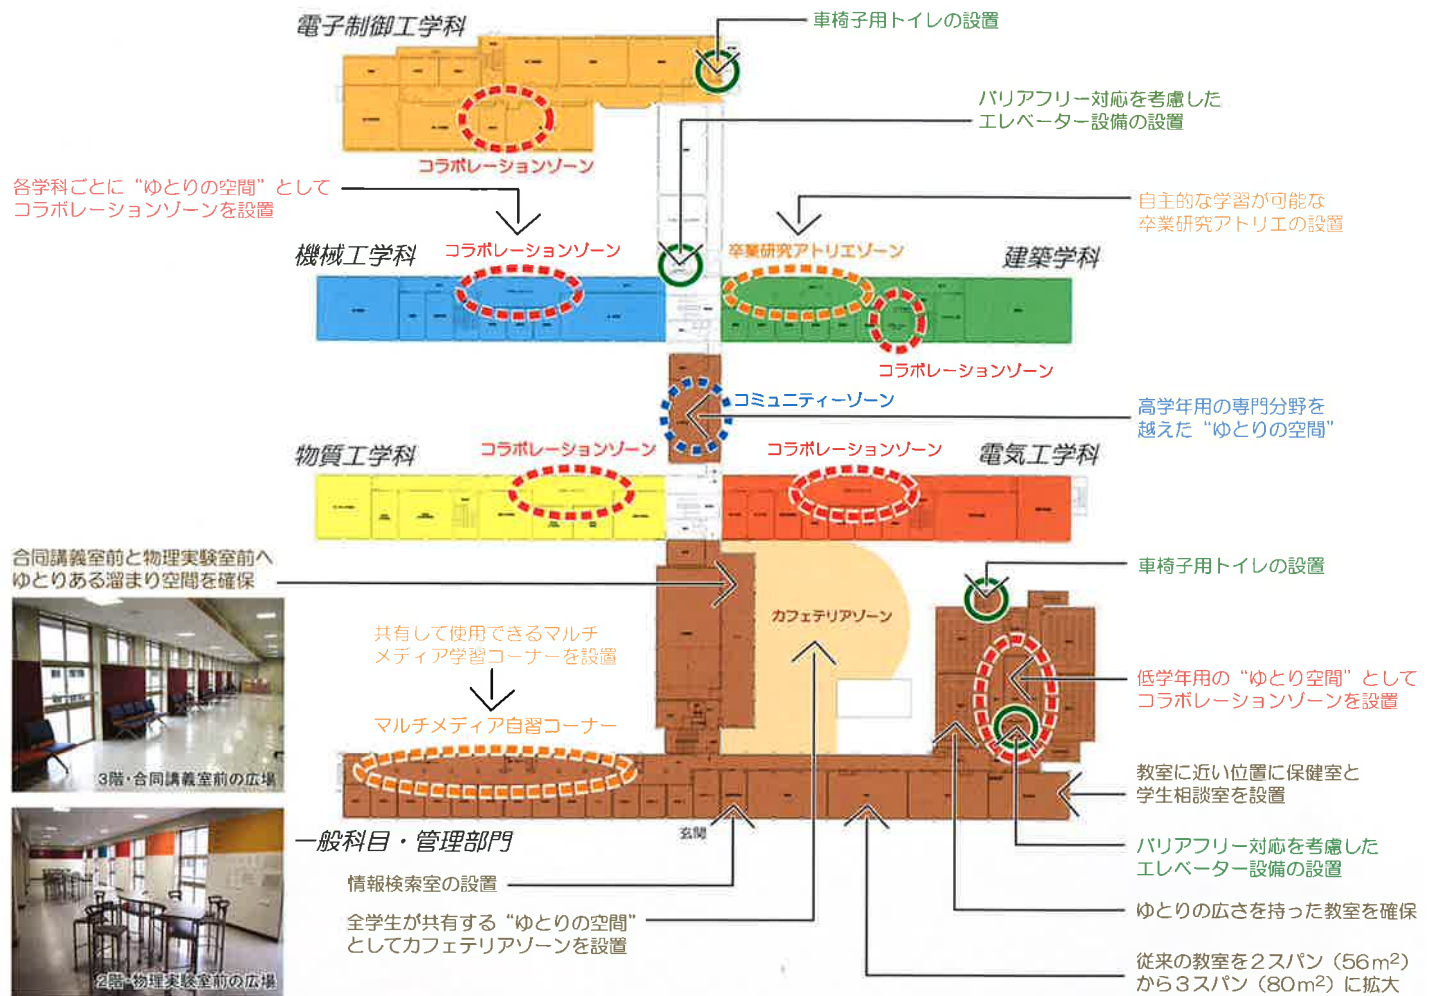 電子制御工学科
車椅子用トイレの設置
バリアフリー対応を考慮した
エレベーター設備の設置
コラボレーションゾーン
各学科ごとに“ゆとりの空間”として
コラボレーションゾーンを設置
自主的な学習が可能な
卒業研究アトリエの設置
機械工学科
コラボレーションゾーン
卒業研究アトリエゾーン
建築学科
コラボレーションゾーン
コミュニティーゾーン
高学年用の専門分野を
越えた“ゆとりの空間”
物質工学科
コラボレーションゾーン
コラボレーションゾーン
電気工学科
合同講義室前と物理実験室前へ
ゆとりある溜まり空間を確保
車椅子用トイレの設置
カフェテリアゾーン
共有して使用できるマルチ
メディア学習コーナーを設置
低学年用の“ゆとり空間”として
コラボレーションゾーンを設置
マルチメディア自習コーナー
3階・合同講義室前の広場
教室に近い位置に保健室と
学生相談室を設置
玄関
一般科目・管理部門
バリアフリー対応を考慮した
エレベーター設備の設置
情報検索室の設置
ゆとりの広さを持った教室を確保
全学生が共有する“ゆとりの空間”
としてカフェテリアゾーンを設置
従来の教室を2スパン（56m²）
から3スパン（80m²）に拡大
2階・物理実験室前の広場